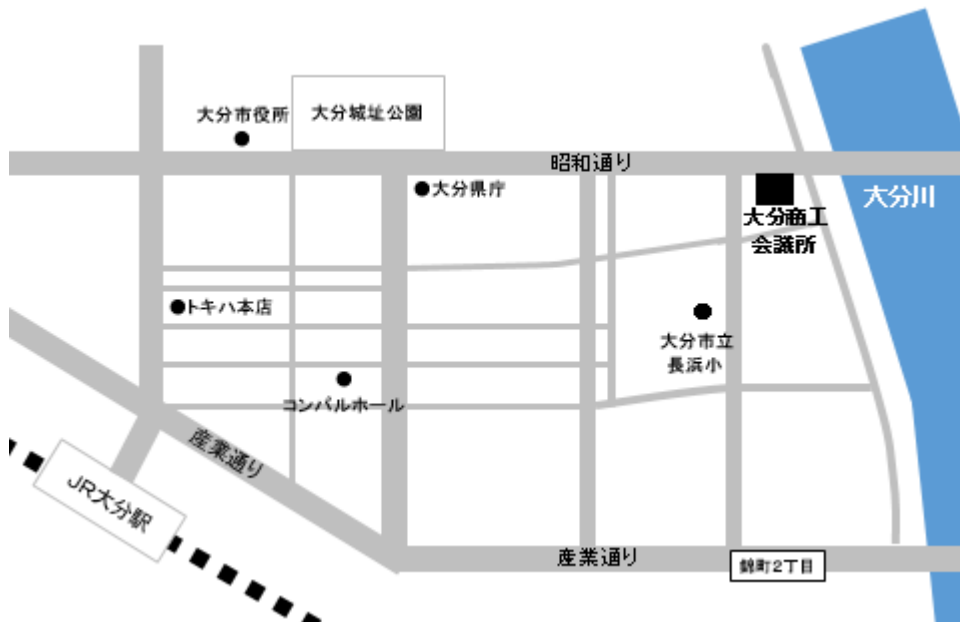 大分市役所
大分城址公園
昭和通り
大分県庁
大分川
大分商工
会議所
トキハ本店
大分市立
長浜小
コンパルホール
産業通り
JR大分駅
産業通り
錦町2丁目